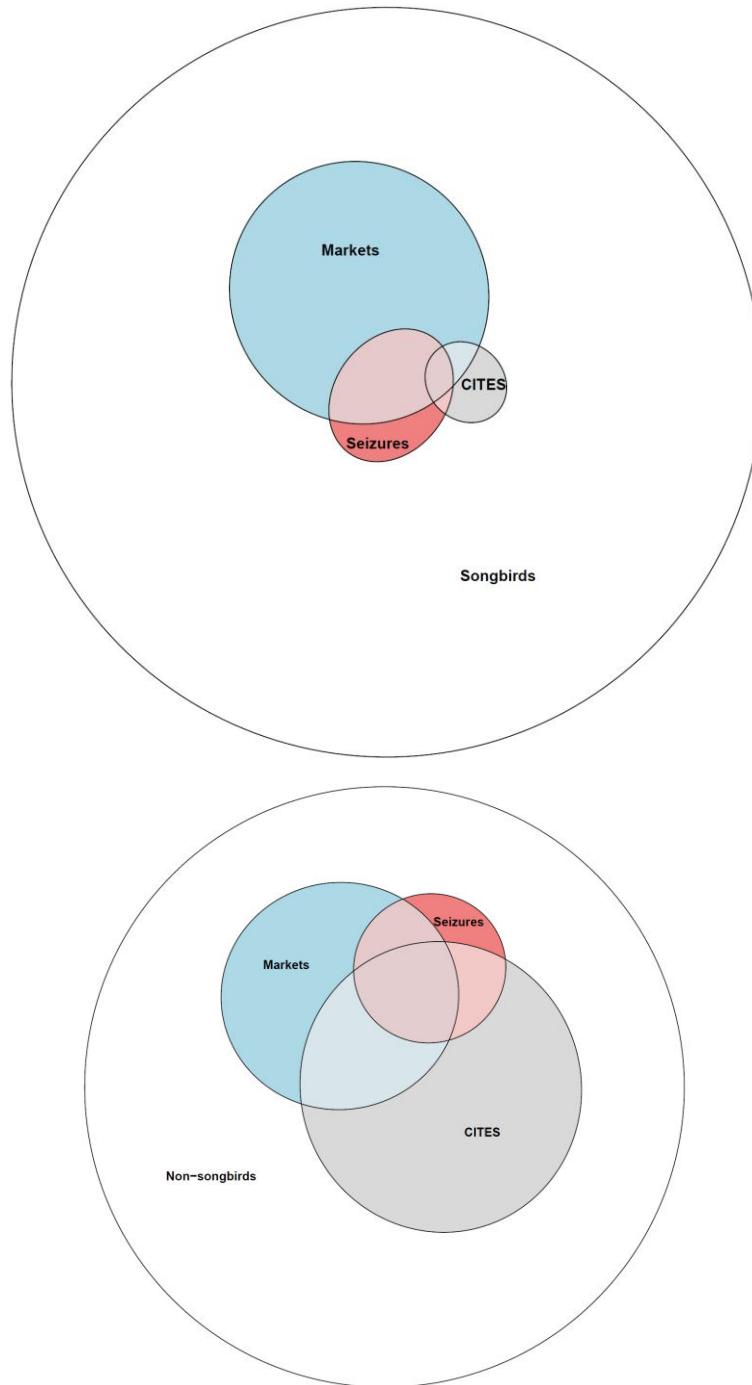 Markets
CITES
Seizures
Songbirds
Seizures
Markets
CITES
Non−songbirds